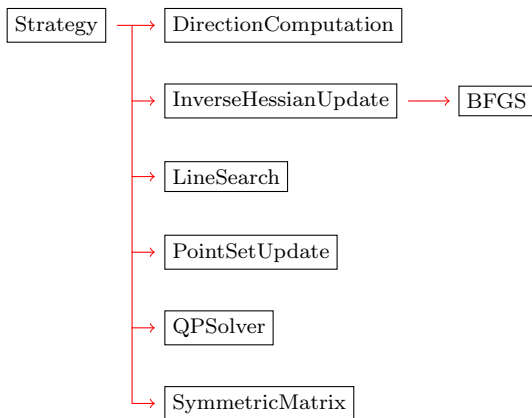 Strategy
DirectionComputation
InverseHessianUpdate
BFGS
LineSearch
PointSetUpdate
QPSolver
SymmetricMatrix